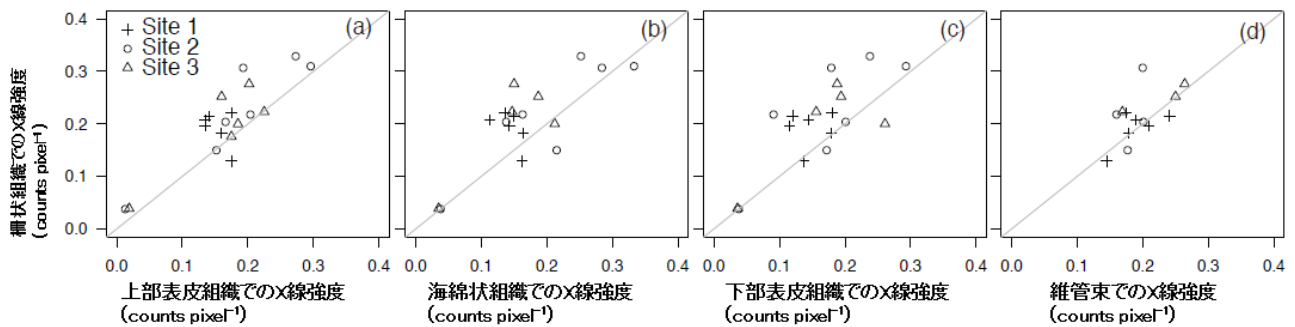 0.4
0.3
0.2
0.1
0.0
柵状組織でのX線強度
(counts pixel⁻¹)
Site 1
Site 2
Site 3
(a)
(b)
(c)
(d)
0.0 0.1 0.2 0.3 0.4
0.0 0.1 0.2 0.3 0.4
0.0 0.1 0.2 0.3 0.4
0.0 0.1 0.2 0.3 0.4
上部表皮組織でのX線強度
(counts pixel⁻¹)
海綿状組織でのX線強度
(counts pixel⁻¹)
下部表皮組織でのX線強度
(counts pixel⁻¹)
維管束でのX線強度
(counts pixel⁻¹)